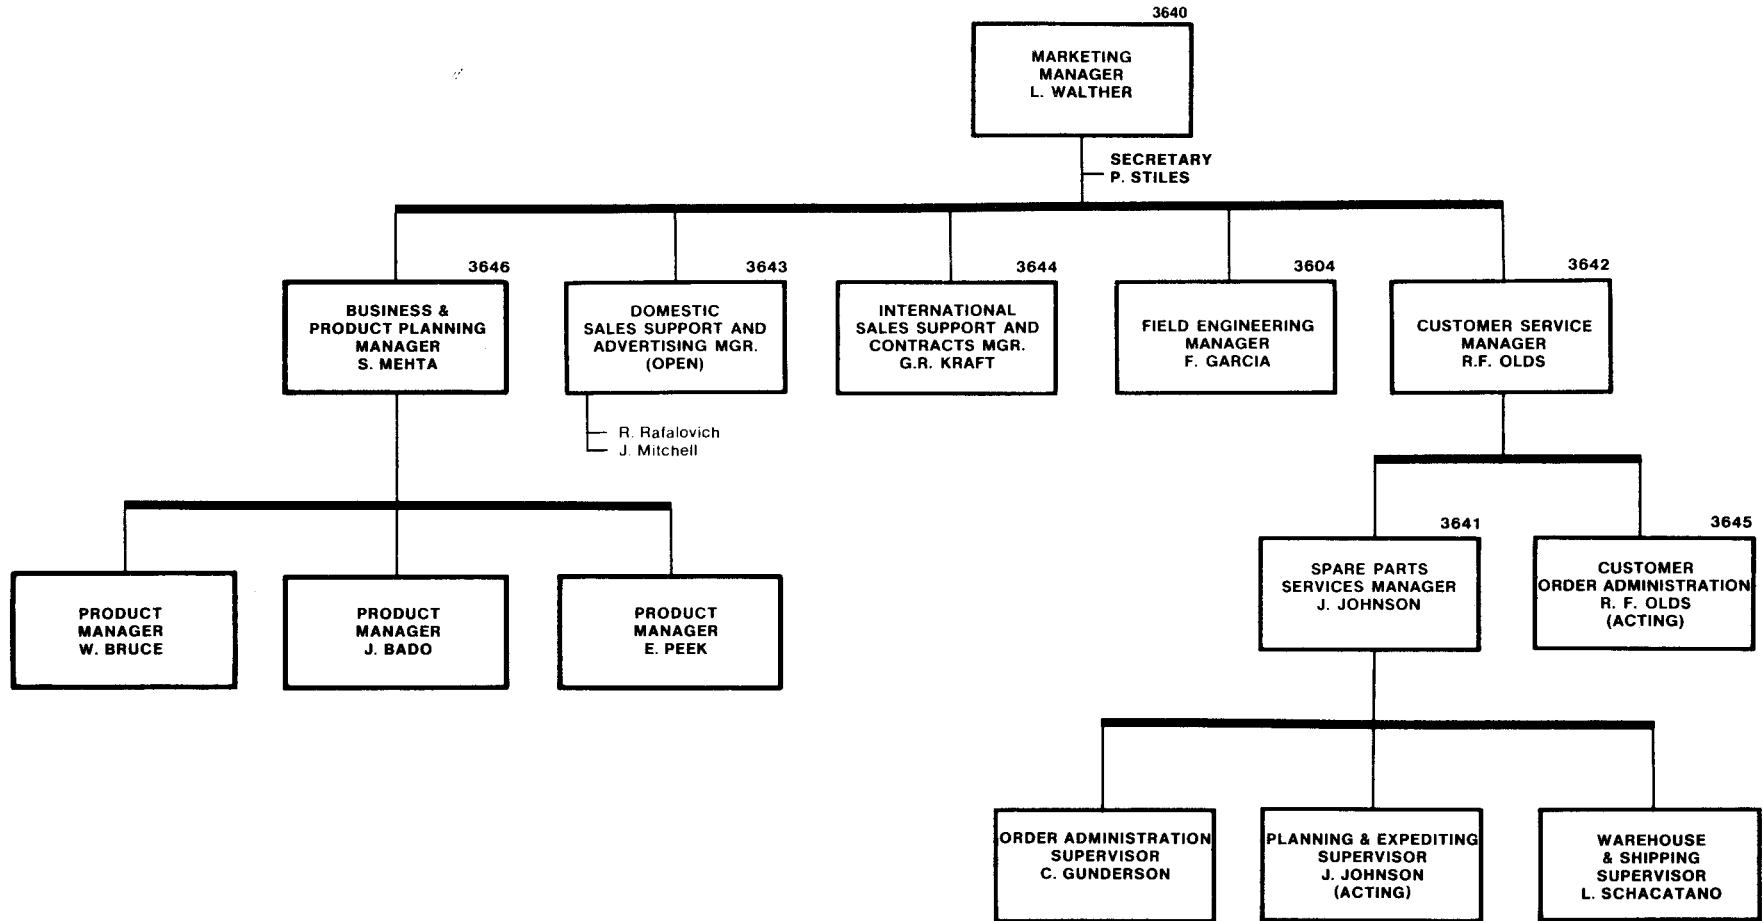 3640
MARKETING
MANAGER
L. WALTHER
SECRETARY
P. STILES
3646
BUSINESS &
PRODUCT PLANNING
MANAGER
S. MEHTA
3643
DOMESTIC
SALES SUPPORT AND
ADVERTISING MGR.
(OPEN)
R. Rafalovich
J. Mitchell
3644
INTERNATIONAL
SALES SUPPORT AND
CONTRACTS MGR.
G.R. KRAFT
3604
FIELD ENGINEERING
MANAGER
F. GARCIA
3642
CUSTOMER SERVICE
MANAGER
R.F. OLDS
PRODUCT
MANAGER
W. BRUCE
PRODUCT
MANAGER
J. BADO
PRODUCT
MANAGER
E. PEEK
3641
SPARE PARTS
SERVICES MANAGER
J. JOHNSON
3645
CUSTOMER
ORDER ADMINISTRATION
R. F. OLDS
(ACTING)
ORDER ADMINISTRATION
SUPERVISOR
C. GUNDERSON
PLANNING & EXPEDITING
SUPERVISOR
J. JOHNSON
(ACTING)
WAREHOUSE
& SHIPPING
SUPERVISOR
L. SCHACATANO